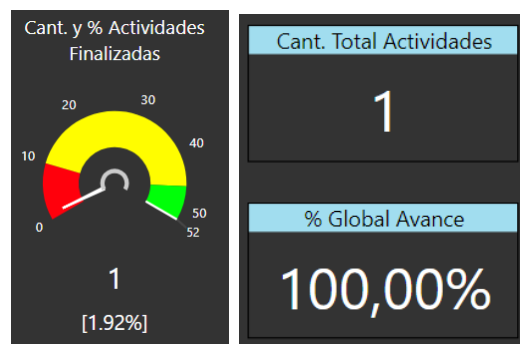 Cant. y % Actividades
Finalizadas
0
10
20
30
40
50
52
1
[1.92%]
Cant. Total Actividades
1
% Global Avance
100,00%